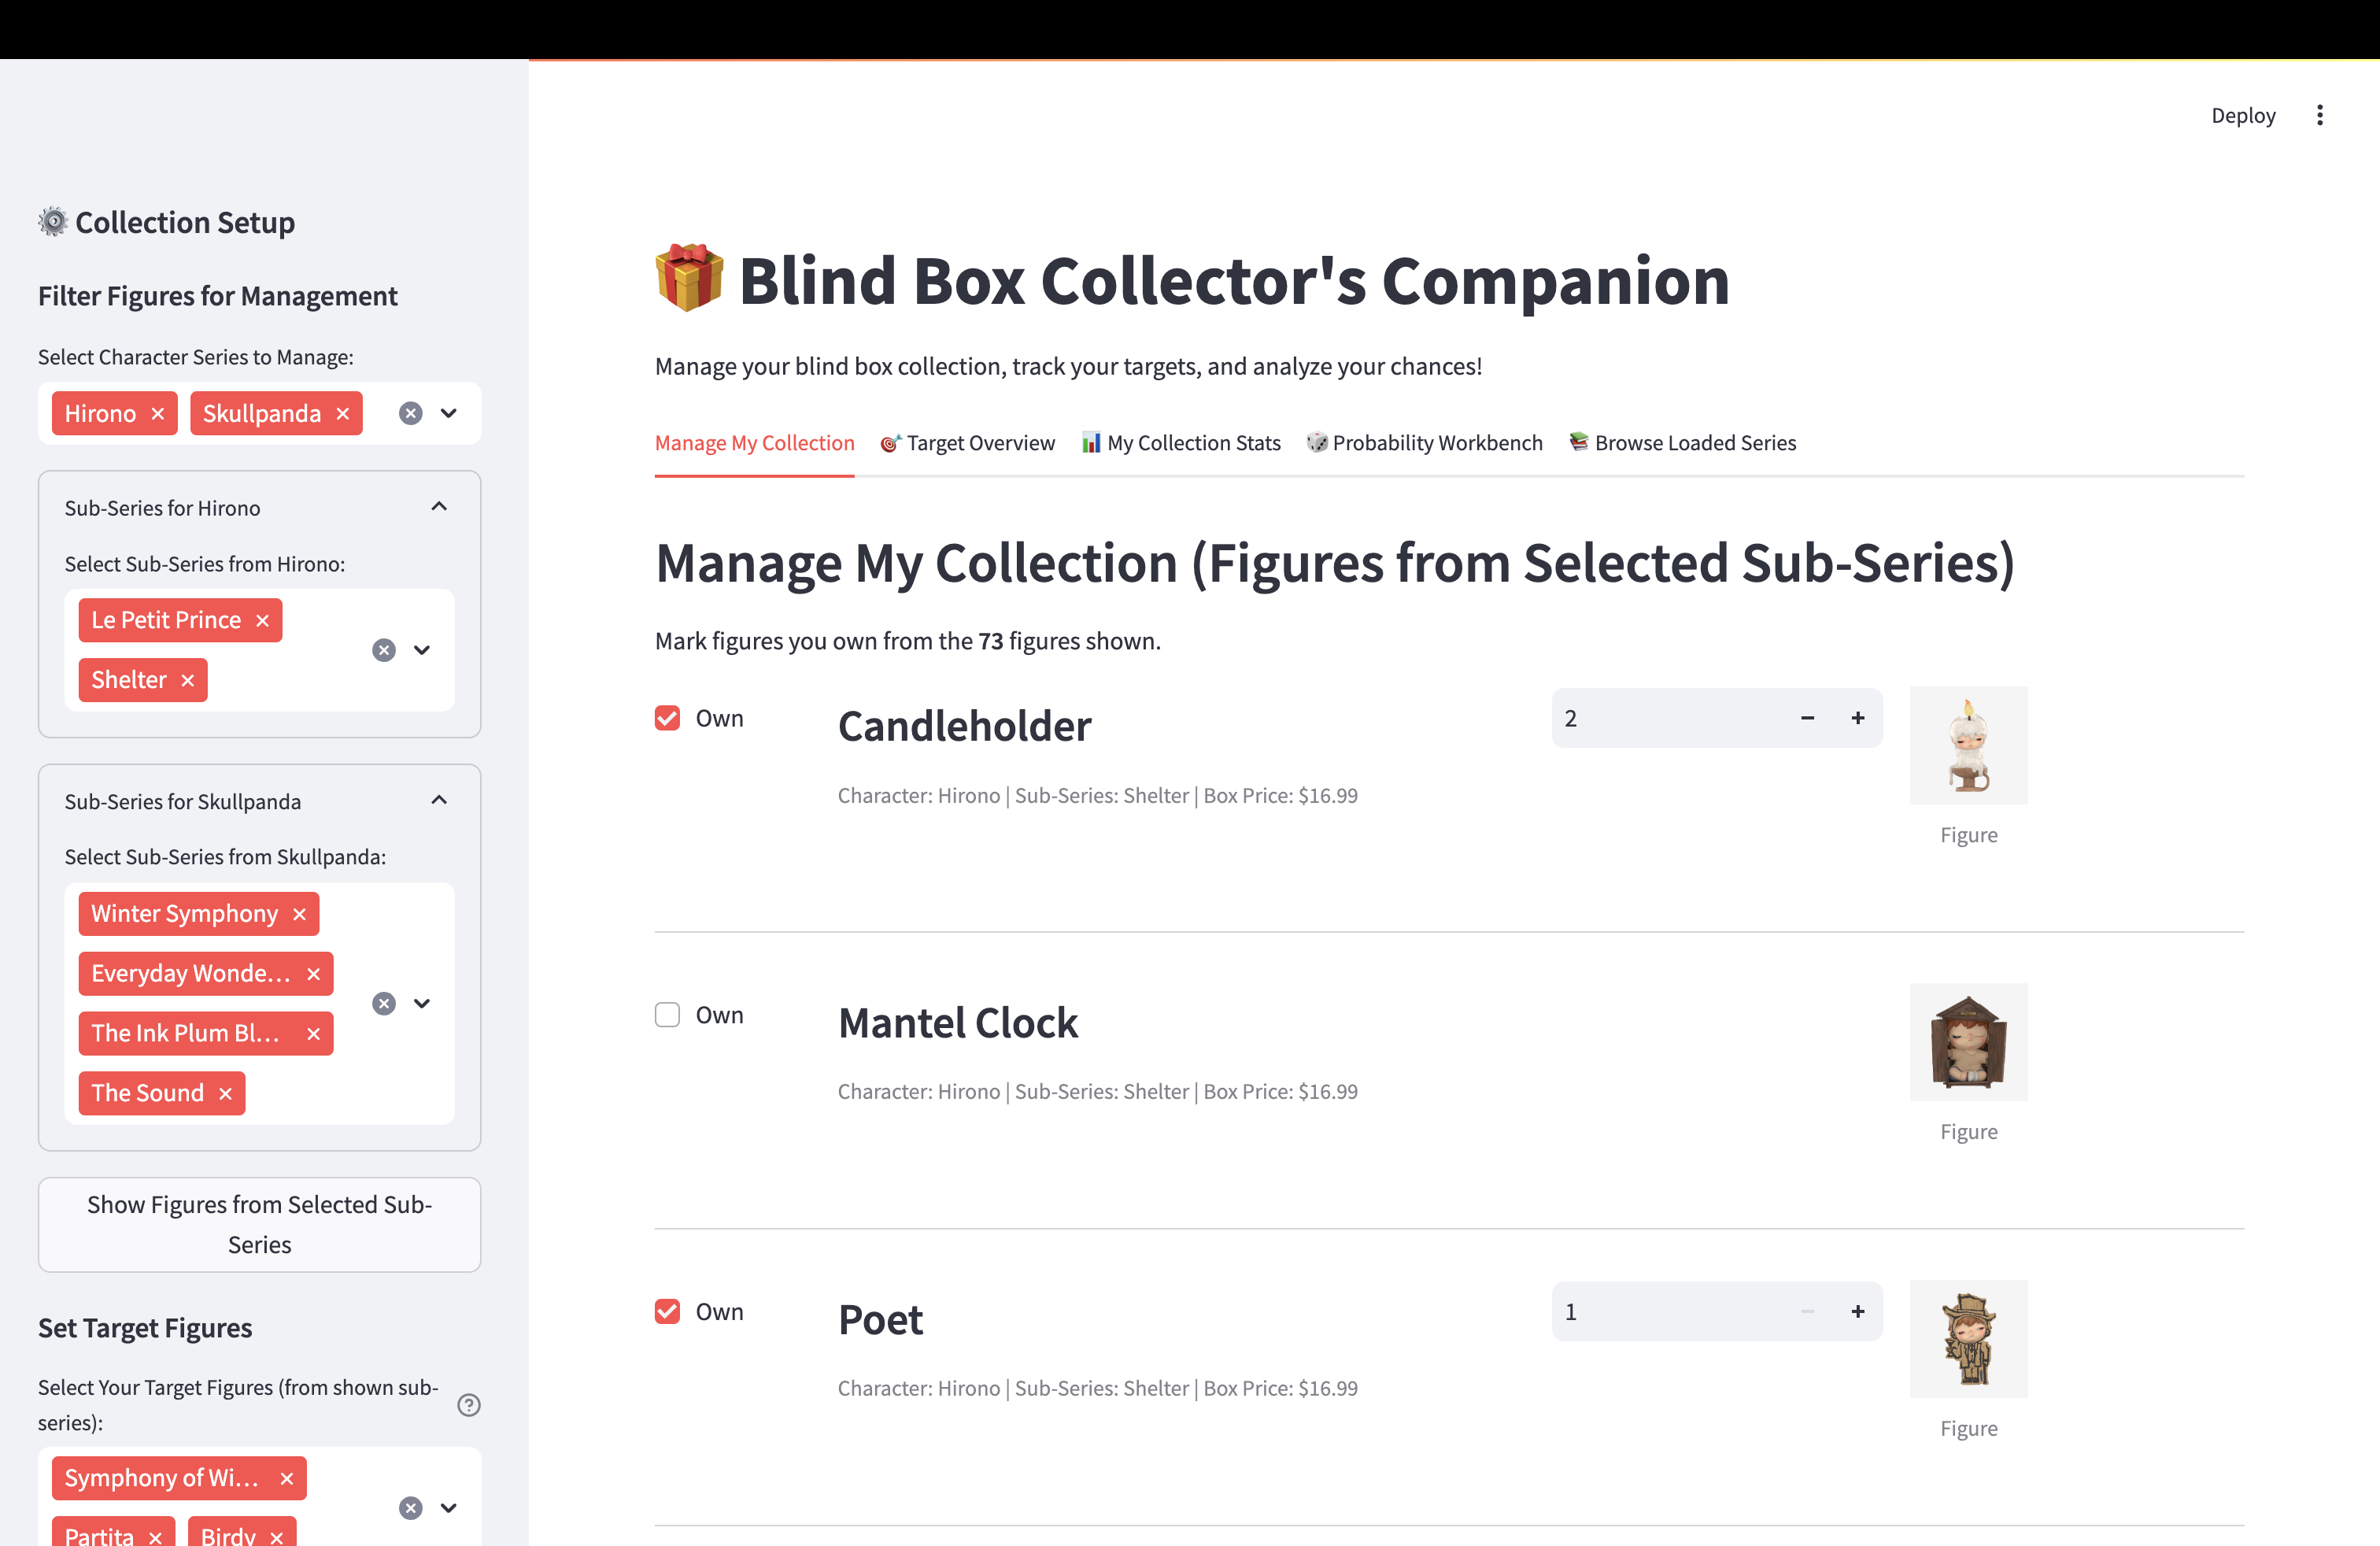 Deploy
Collection Setup
Filter Figures for Management
Select Character Series to Manage:
Hirono Skullpanda
Sub-Series for Hirono
Select Sub-Series from Hirono:
Le Petit Prince
Shelter
Sub-Series for Skullpanda
Select Sub-Series from Skullpanda:
Winter Symphony
Everyday Wonde...
The Ink Plum Bl...
The Sound
Show Figures from Selected Sub-
Series
Set Target Figures
Select Your Target Figures (from shown sub-
series):
Symphony of Wi...
Partita Birdy
Blind Box Collector's Companion
Manage your blind box collection, track your targets, and analyze your chances!
Manage My Collection Target Overview My Collection Stats Probability Workbench Browse Loaded Series
Manage My Collection (Figures from Selected Sub-Series)
Mark figures you own from the 73 figures shown.
Own Candleholder 2
Character: Hirono | Sub-Series: Shelter | Box Price: $16.99
Figure
Own Mantel Clock
Character: Hirono | Sub-Series: Shelter | Box Price: $16.99
Figure
Own Poet 1
Character: Hirono | Sub-Series: Shelter | Box Price: $16.99
Figure